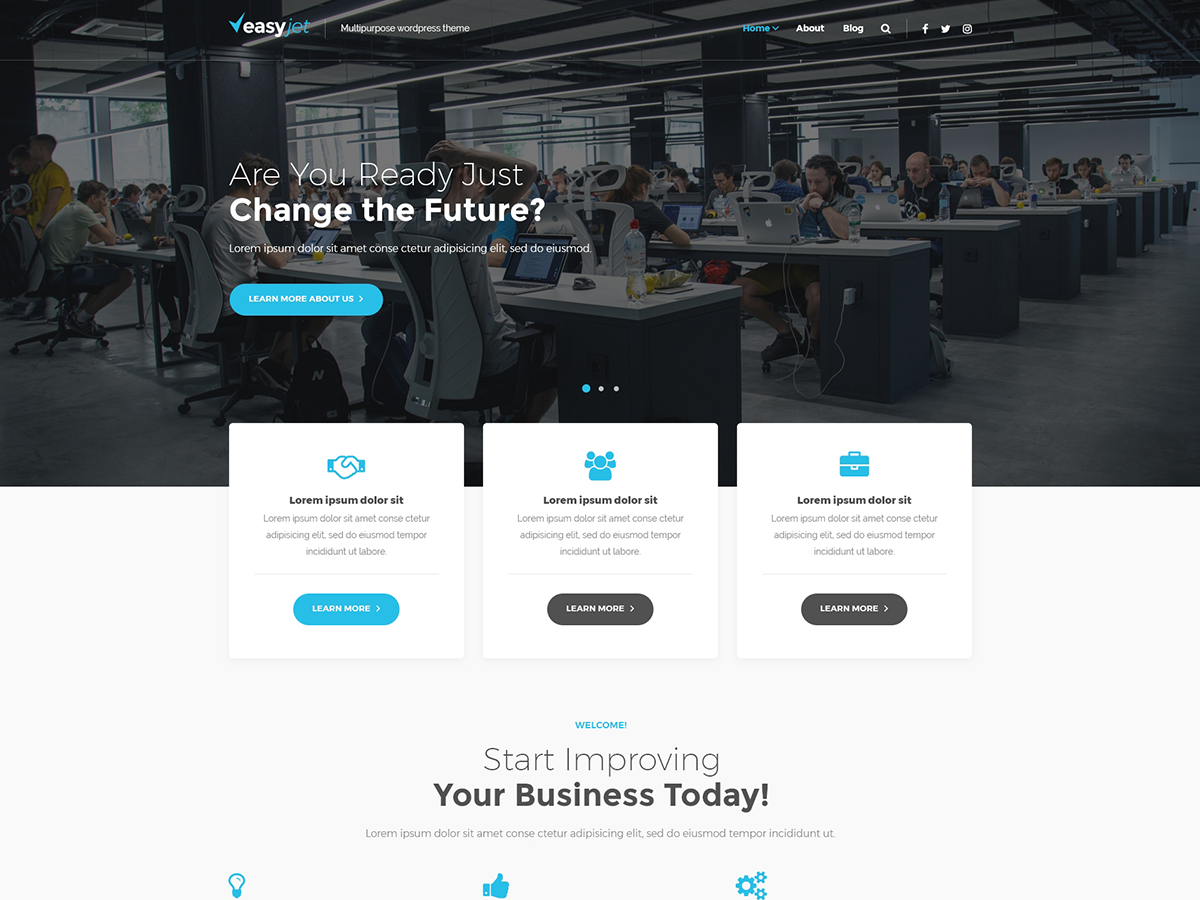 easyjet
Multipurpose wordpress theme
Home
About
Blog
Are You Ready Just
Change the Future?
Lorem ipsum dolor sit amet conse ctetur adipisicing elit, sed do eiusmod.
LEARN MORE ABOUT US
Lorem ipsum dolor sit
Lorem ipsum dolor sit amet conse ctetur
adipisicing elit, sed do eiusmod tempor
incididunt ut labore.
LEARN MORE
Lorem ipsum dolor sit
Lorem ipsum dolor sit amet conse ctetur
adipisicing elit, sed do eiusmod tempor
incididunt ut labore.
LEARN MORE
Lorem ipsum dolor sit
Lorem ipsum dolor sit amet conse ctetur
adipisicing elit, sed do eiusmod tempor
incididunt ut labore.
LEARN MORE
WELCOME!
Start Improving
Your Business Today!
Lorem ipsum dolor sit amet conse ctetur adipisicing elit, sed do eiusmod tempor incididunt ut.